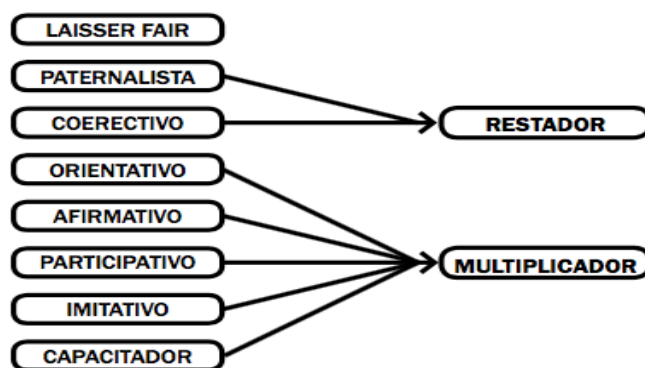 LAISSER FAIR
PATERNALISTA
COERECTIVO
RESTADOR
ORIENTATIVO
AFIRMATIVO
PARTICIPATIVO
MULTIPLICADOR
IMITATIVO
CAPACITADOR